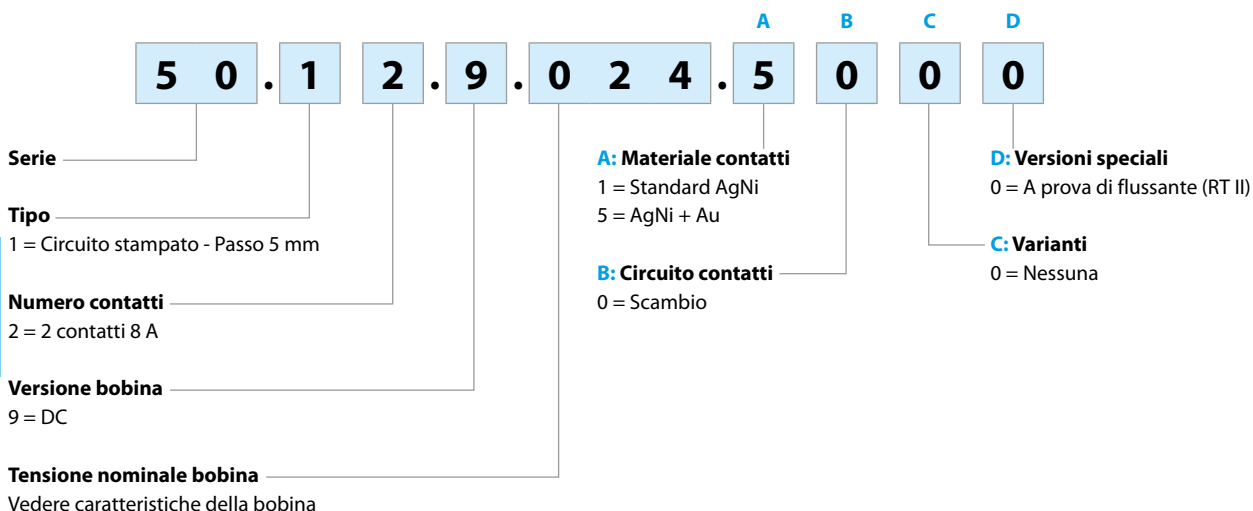 A B C D
5 0 . 1 2 . 9 . 0 2 4 . 5 0 0 0
Serie
Tipo
1 = Circuito stampato - Passo 5 mm
Numero contatti
2 = 2 contatti 8 A
Versione bobina
9 = DC
Tensione nominale bobina
Vedere caratteristiche della bobina
A: Materiale contatti
1 = Standard AgNi
5 = AgNi + Au
B: Circuito contatti
0 = Scambio
D: Versioni speciali
0 = A prova di flussante (RT II)
C: Varianti
0 = Nessuna